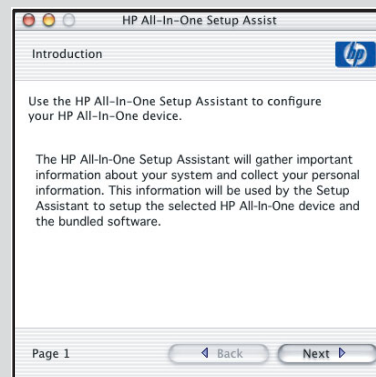 HP All-In-One Setup Assist
Introduction
hp
Use the HP All-In-One Setup Assistant to configure
your HP All-In-One device.
The HP All-In-One Setup Assistant will gather important
information about your system and collect your personal
information. This information will be used by the Setup
Assistant to setup the selected HP All-In-One device and
the bundled software.
Page 1
Back
Next